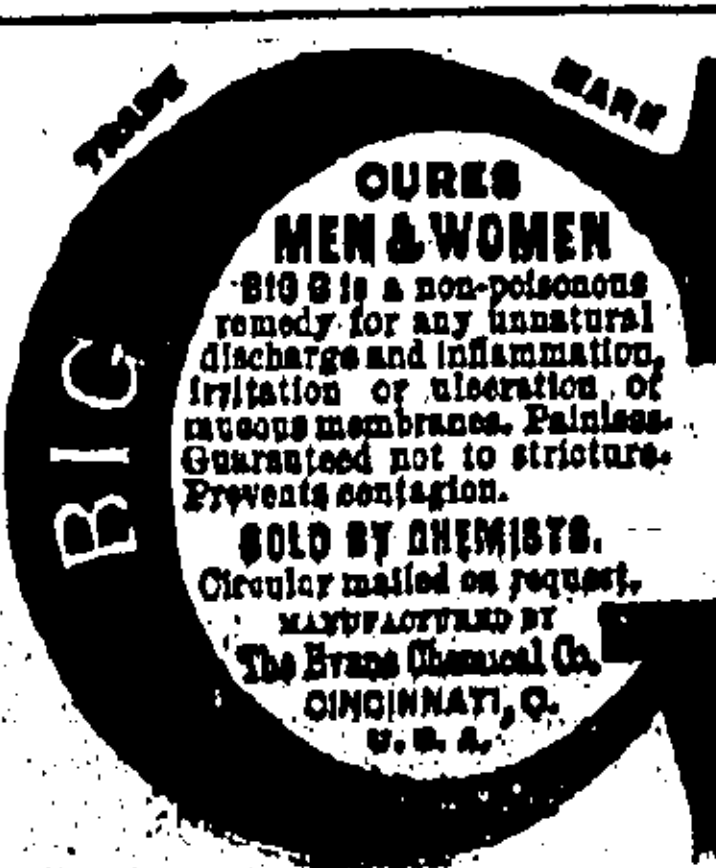 TRADE MARK
BIG
CURES
MEN & WOMEN
BIG G is a non-poisonous
remedy for any unnatural
discharge and inflammation,
irritation or ulceration of
mucous membranes. Painless.
Guaranteed not to stricture.
Prevents contagion.
SOLD BY CHEMISTS.
Circular mailed on request.
MANUFACTURED BY
The Evans Chemical Co.
CINCINNATI, O.
U. S. A.